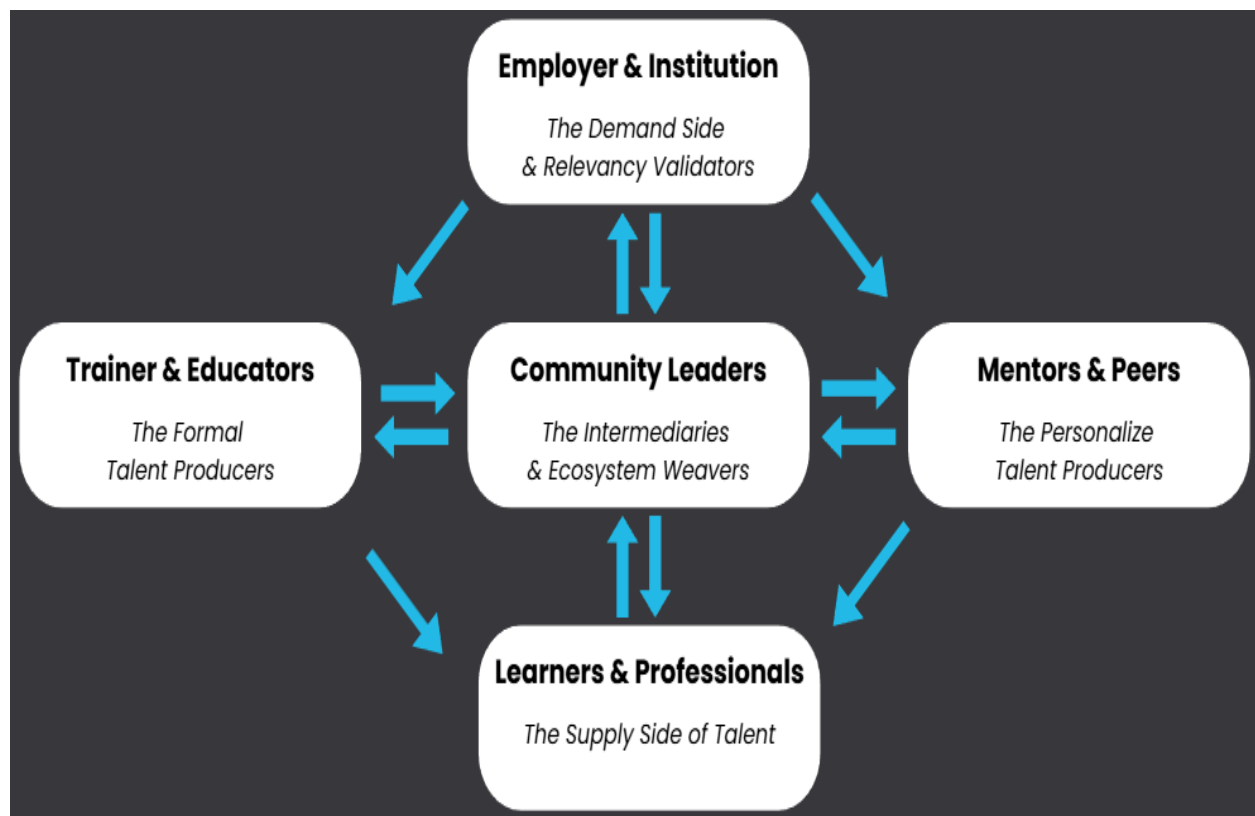 Employer & Institution
The Demand Side
& Relevancy Validators
Trainer & Educators
The Formal
Talent Producers
Community Leaders
The Intermediaries
& Ecosystem Weavers
Mentors & Peers
The Personalize
Talent Producers
Learners & Professionals
The Supply Side of Talent